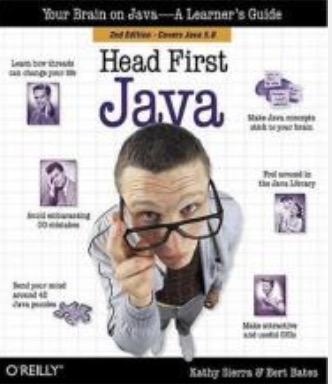 Your Brain on Java—A Learner's Guide
2nd Edition - Covers Java 5.0
Head First
Java
Learn how threads
can change your life
Make Java concepts
stick to your brain
Fool around in
the Java Library
Avoid embarrassing
OO mistakes
Bend your mind
around 42
Java puzzles
Make attractive
and useful GUIs
O'REILLY®
Kathy Sierra & Bert Bates